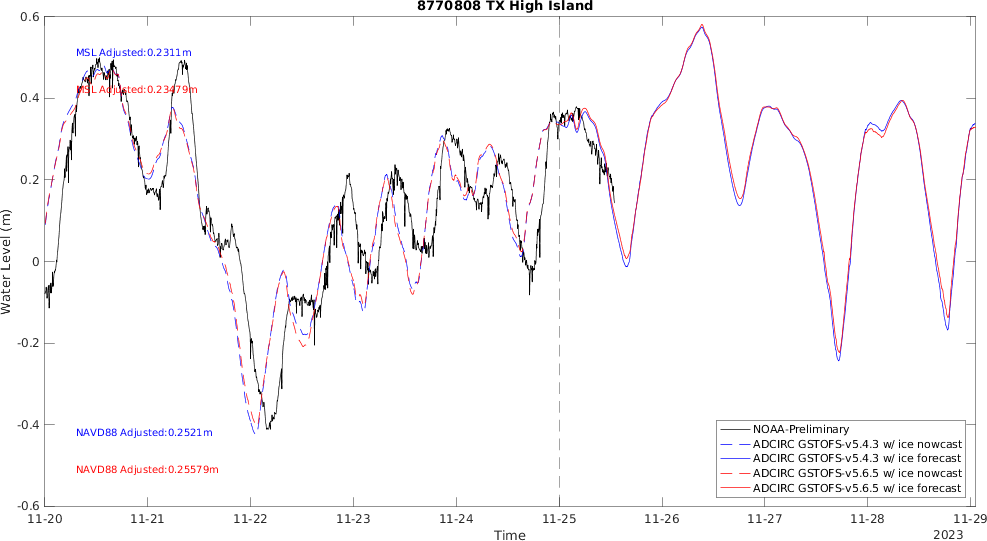 8770808 TX High Island
0.6
MSL Adjusted:0.2311m
MSL Adjusted:0.23479m
0.4
0.2
Water Level (m)
0
-0.2
-0.4
NAVD88 Adjusted:0.2521m
NAVD88 Adjusted:0.25579m
NOAA-Preliminary
ADCIRC GSTOFS-v5.4.3 w/ ice nowcast
ADCIRC GSTOFS-v5.4.3 w/ ice forecast
ADCIRC GSTOFS-v5.6.5 w/ ice nowcast
ADCIRC GSTOFS-v5.6.5 w/ ice forecast
-0.6
11-20 11-21 11-22 11-23 11-24 11-25 11-26 11-27 11-28 11-29
Time
2023